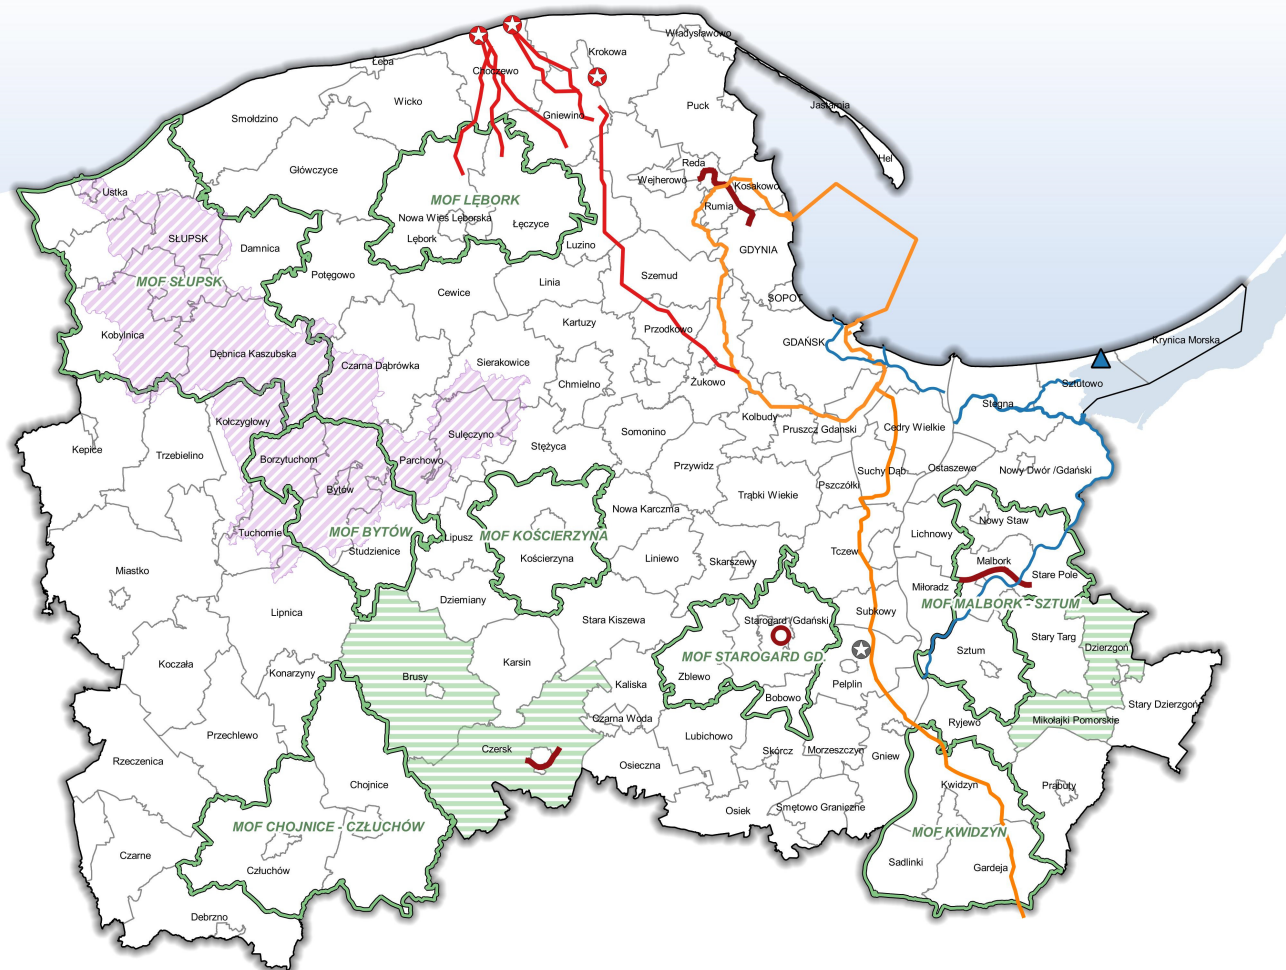 Władysławowo
Krokowa
Łeba
Choczewo
Wicko
Puck
Jastarnia
Gniewino
Smołdzino
Hel
Reda
Główczyce
Wejherowo
Kosakowo
Ustka
MOF LĘBORK
Rumia
Nowa Wieś Lęborska
Łęczyce
SŁUPSK
Lębork
Luzino
GDYNIA
Damnica
Potęgowo
Szemud
MOF SŁUPSK
Linia
Cewice
SOPOT
Kartuzy
Przodkowo
Kobylnica
GDAŃSK
Krynica Morska
Dębnica Kaszubska
Sierakowice
Czarna Dąbrówka
Chmielno
Żukowo
Sztutowo
Stegna
Kolbudy
Kołczygłowy
Pruszcz Gdanski
Cedry Wielkie
Sulęczyno
Somonino
Stężyca
Kępice
Trzebielino
Borzytuchom
Parchowo
Przywidz
Suchy Dąb
Ostaszewo
Nowy Dwór /Gdański
Pszczółki
Bytów
Trąbki Wiekie
Nowa Karczma
Nowy Staw
Tuchomie
MOF BYTÓW
Lipusz
MOF KOŚCIERZYNA
Lichnowy
Studzienice
Kościerzyna
Liniewo
Skarszewy
Tczew
Malbork
Miastko
Stare Pole
Miłoradz
Dziemiany
MOF MALBORK - SZTUM
Lipnica
Subkowy
Stara Kiszewa
Starogard /Gdański
Stary Targ
Dzierzgoń
Sztum
MOF STAROGARD GD.
Koczała
Karsin
Konarzyny
Brusy
Zblewo
Kaliska
Pelplin
Bobowo
Stary Dzierzgoń
Czarna Woda
Mikołajki Pomorskie
Ryjewo
Przechlewo
Lubichowo
Czersk
Skórcz
Morzeszczyn
Gniew
Rzeczenica
Osieczna
Chojnice
Kwidzyn
Prabuty
Osiek
Smętowo Graniczne
MOF CHOJNICE - CZŁUCHÓW
MOF KWIDZYN
Czarne
Sadlinki
Gardeja
Człuchów
Debrzno